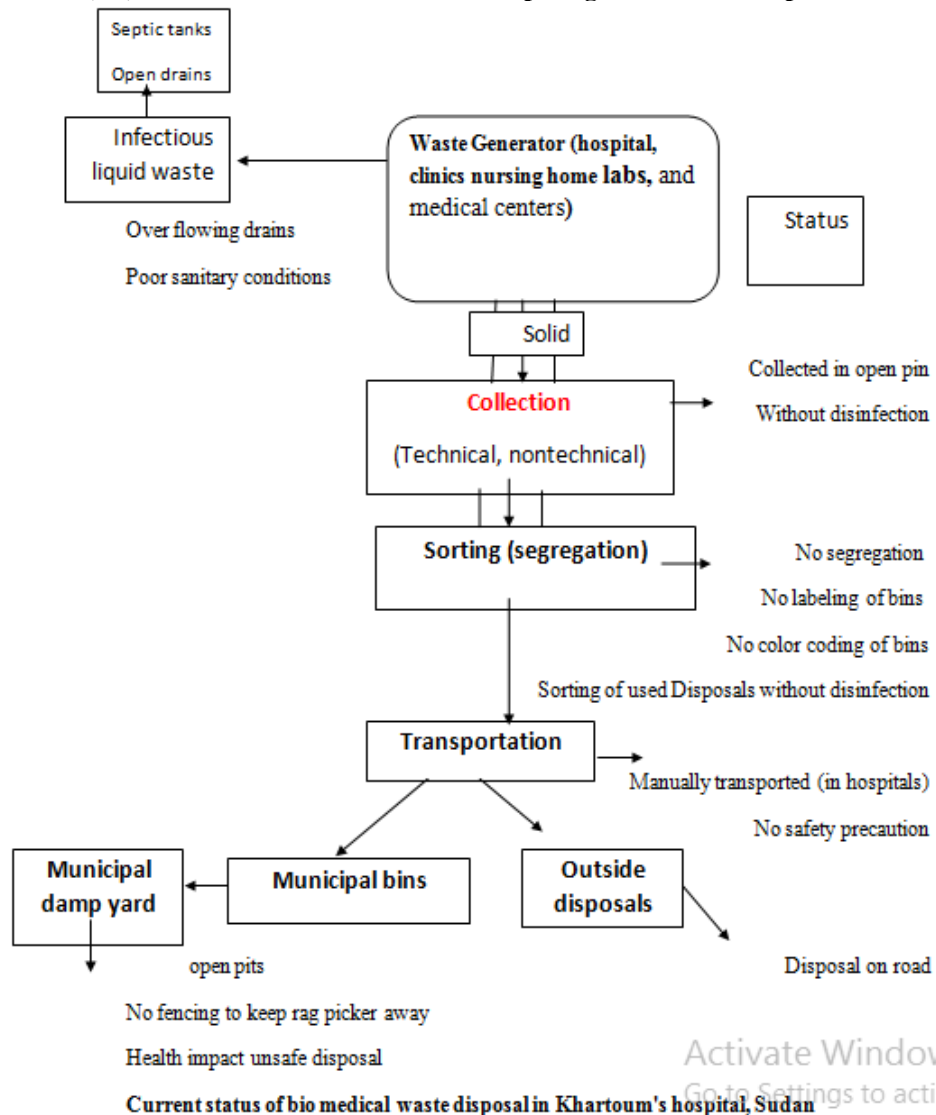 Septic tanks
Open drains
Infectious
liquid waste
Waste Generator (hospital,
clinics nursing home labs, and
medical centers)
Status
Over flowing drains
Poor sanitary conditions
Solid
Collection
(Technical, nontechnical)
Collected in open pin
Without disinfection
Sorting (segregation)
No segregation
No labeling of bins
No color coding of bins
Sorting of used Disposals without disinfection
Transportation
Manually transported (in hospitals)
No safety precaution
Municipal
damp yard
Municipal bins
Outside
disposals
open pits
Disposal on road
No fencing to keep rag picker away
Health impact unsafe disposal
Activate Window
Go to Settings to acti
Current status of bio medical waste disposal in Khartoum's hospital, Sudan